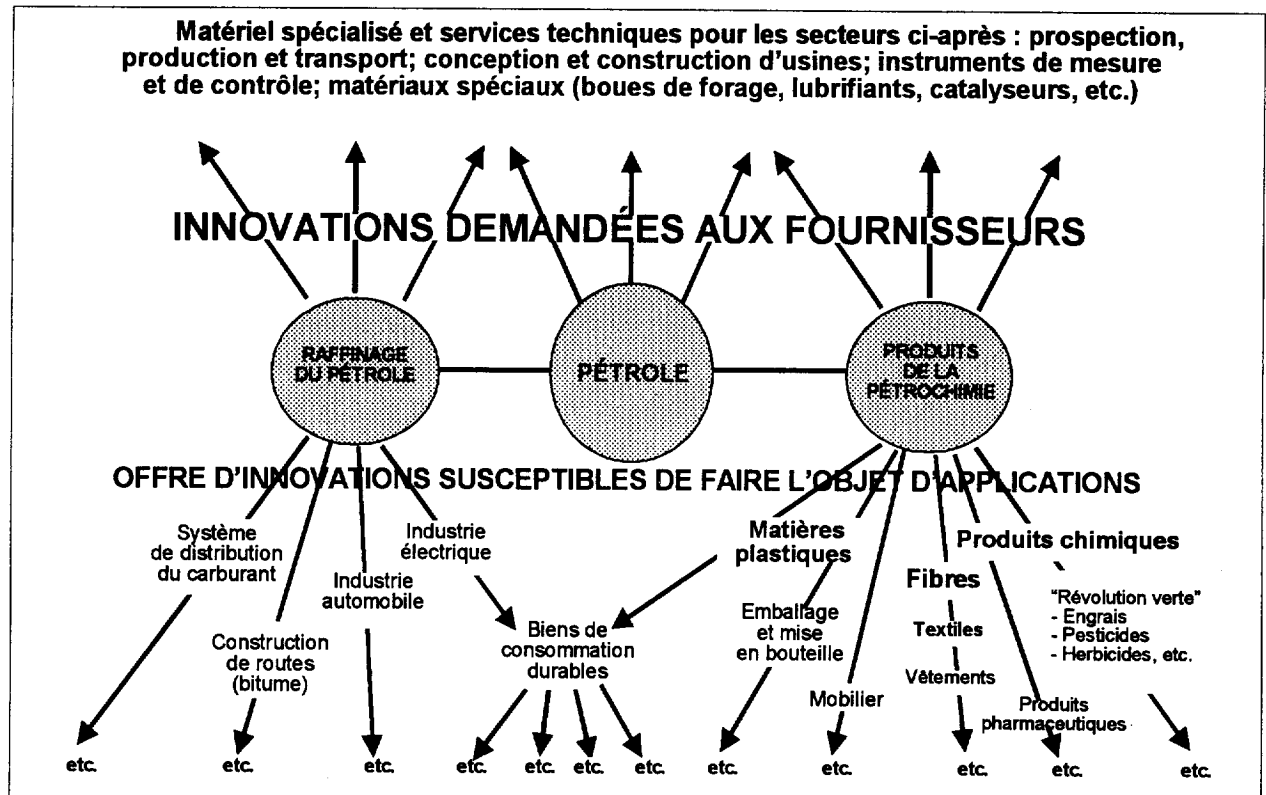 Matériel spécialisé et services techniques pour les secteurs ci-après : prospection,
production et transport; conception et construction d'usines; instruments de mesure
et de contrôle; matériaux spéciaux (boues de forage, lubrifiants, catalyseurs, etc.)
INNOVATIONS DEMANDÉES AUX FOURNISSEURS
RAFFINAGE
DU PÉTROLE
PÉTROLE
PRODUITS
DE LA
PÉTROCHIMIE
OFFRE D'INNOVATIONS SUSCEPTIBLES DE FAIRE L'OBJET D'APPLICATIONS
Système
de distribution
du carburant
Industrie
électrique
Industrie
automobile
Construction
de routes
(bitume)
Biens de
consommation
durables
Matières
plastiques
Emballage
et mise
en bouteille
Mobilier
Fibres
Textiles
Vêtements
Produits chimiques
"Révolution verte"
- Engrais
- Pesticides
- Herbicides, etc.
Produits
pharmaceutiques
etc.
etc.
etc.
etc.
etc.
etc.
etc.
etc.
etc.
etc.
etc.
etc.